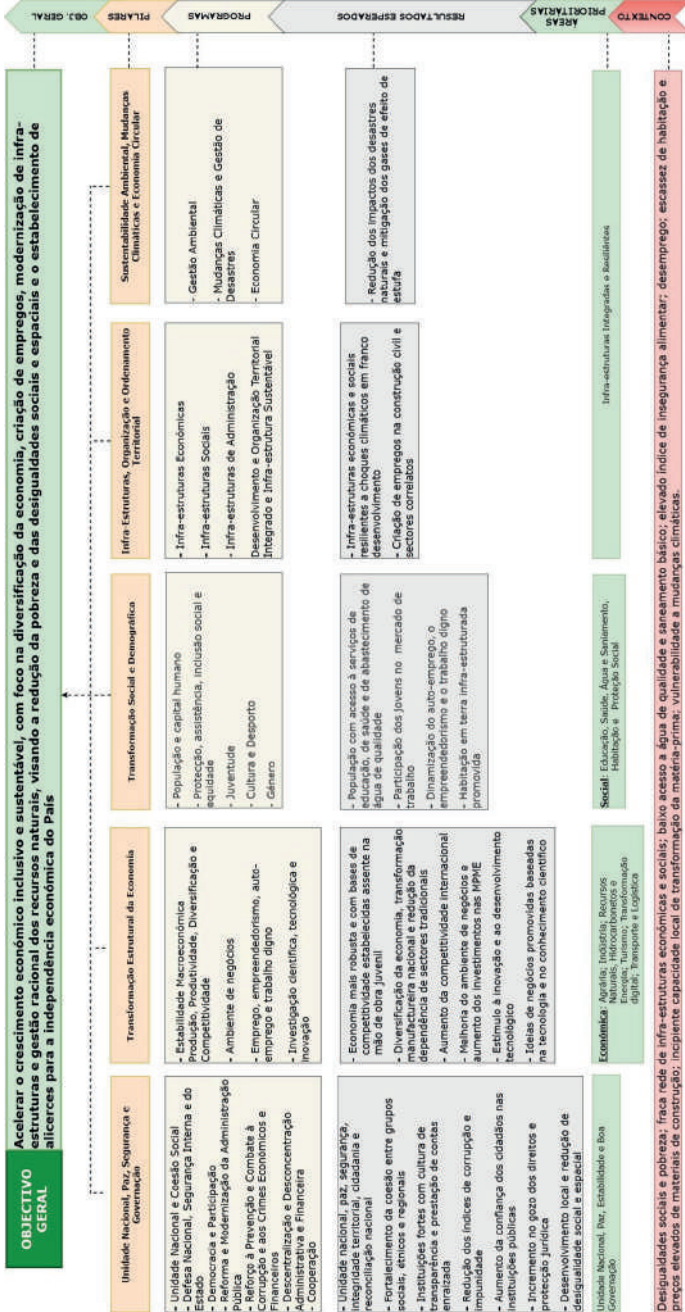 OBJECTIVO
GERAL
Acelerar o crescimento económico inclusivo e sustentável, com foco na diversificação da economia, criação de empregos, modernização de infra-
estruturas e gestão racional dos recursos naturais, visando a redução da pobreza e das desigualdades sociais e espaciais e o estabelecimento de
alicerces para a independência económica do País
OBJ. GERAL
Unidade Nacional, Paz, Segurança e
Governação
Transformação Estrutural da Economia
Transformação Social e Demográfica
Infra-Estruturas, Organização e Ordenamento
Territorial
Sustentabilidade Ambiental, Mudanças
Climáticas e Economia Circular
PILARES
- Unidade Nacional e Coesão Social
- Defesa Nacional, Segurança Interna e do
Estado
- Democracia e Participação
- Reforma e Modernização da Administração
Pública
- Reforço à Prevenção e Combate à
Corrupção e aos Crimes Económicos e
Financeiros
- Descentralização e Desconcentração
Administrativa e Financeira
- Cooperação
- Estabilidade Macroeconómica
Produção, Produtividade, Diversificação e
Competitividade
- Ambiente de negócios
- Emprego, empreendedorismo, auto-
emprego e trabalho digno
- Investigação científica, tecnológica e
inovação
- População e capital humano
- Protecção, assistência, inclusão social e
equidade
- Juventude
- Cultura e Desporto
- Género
- Infra-estruturas Económicas
- Infra-estruturas Sociais
- Infra-estruturas de Administração
Desenvolvimento e Organização Territorial
Integrado e Infra-estrutura Sustentável
- Gestão Ambiental
- Mudanças Climáticas e Gestão de
Desastres
- Economia Circular
PROGRAMAS
- Unidade nacional, paz, segurança,
integridade territorial, cidadania e
reconciliação nacional
- Fortalecimento da coesão entre grupos
sociais, étnicos e regionais
- Instituições fortes com cultura de
transparência e prestação de contas
enraizada
- Redução dos índices de corrupção e
impunidade
- Aumento da confiança dos cidadãos nas
instituições públicas
- Incremento no gozo dos direitos e
protecção jurídica
- Desenvolvimento local e redução de
desigualdade social e espacial
- Economia mais robusta e com bases de
competitividade estabelecidas assente na
mão de obra juvenil
- Diversificação da economia, transformação
manufactureira nacional e redução da
dependência de sectores tradicionais
- Aumento da competitividade internacional
- Melhoria do ambiente de negócios e
aumento dos investimentos nas MPME
- Estímulo à inovação e ao desenvolvimento
tecnológico
- Ideias de negócios promovidas baseadas
na tecnologia e no conhecimento científico
- População com acesso à serviços de
educação, de saúde e de abastecimento de
água de qualidade
- Participação dos jovens no mercado de
trabalho
- Dinamização do auto-emprego, o
empreendedorismo e o trabalho digno
- Habitação em terra infra-estruturada
promovida
- Infra-estruturas económicas e sociais
resilientes a choques climáticos em franco
desenvolvimento
- Criação de empregos na construção civil e
sectores correlatos
- Redução dos impactos dos desastres
naturais e mitigação dos gases de efeito de
estufa
RESULTADOS ESPERADOS
Unidade Nacional, Paz, Estabilidade e Boa
Governação
Económica: Agrária; Indústria; Recursos
Naturais, Hidrocarbonetos e
Energia; Turismo; Transformação
digital; Transporte e Logística
Social: Educação, Saúde, Água e Saniamento,
Habitação e Proteção Social
Infra-estruturas Integradas e Resiliêntes
ÁREAS
PRIORITÁRIAS
Desigualdades sociais e pobreza; fraca rede de infra-estruturas económicas e sociais; baixo acesso a água de qualidade e saneamento básico; elevado índice de insegurança alimentar; desemprego; escassez de habitação e
preços elevados de materiais de construção; incipiente capacidade local de transformação da matéria-prima; vulnerabilidade a mudanças climáticas.
CONTEXTO